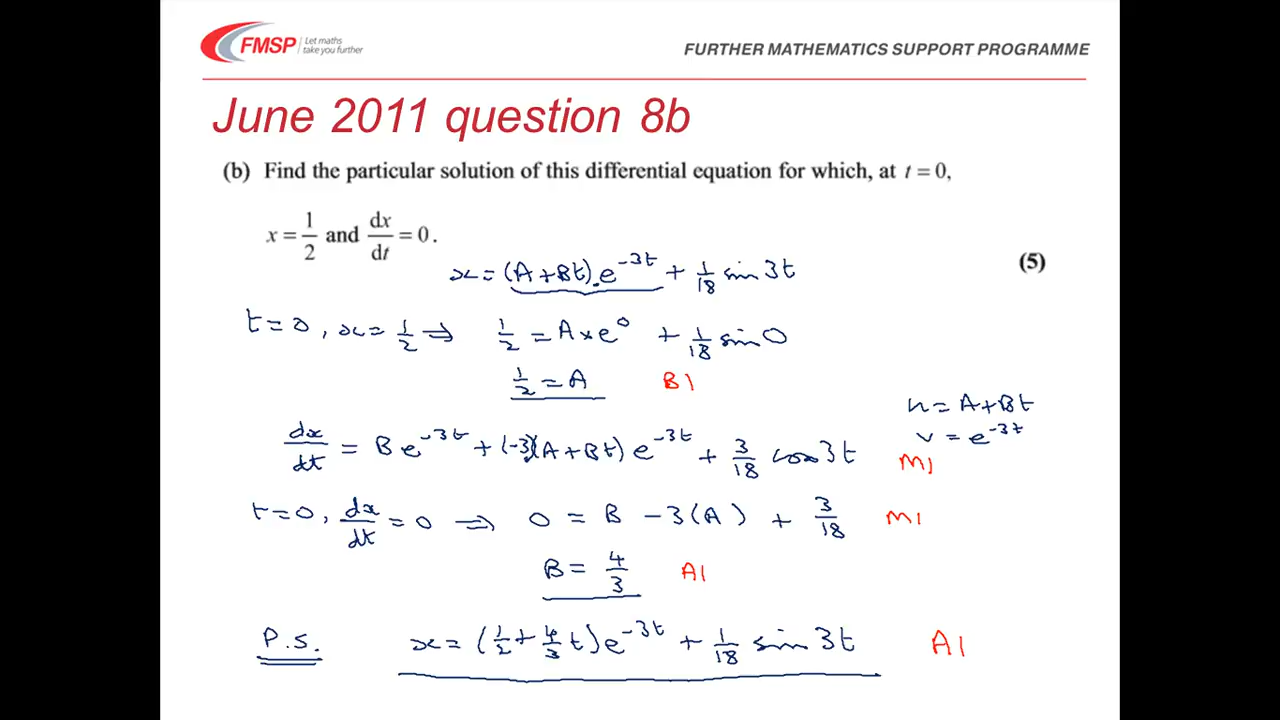 FMSP Let maths take you further
FURTHER MATHEMATICS SUPPORT PROGRAMME
June 2011 question 8b
(b) Find the particular solution of this differential equation for which, at t = 0,
x = 1/2 and dx/dt = 0.
(5)
x = (A+Bt).e^{-3t} + 1/18 sin 3t
t=0, x = 1/2 ⇒ 1/2 = A×e^0 + 1/18 sin 0
1/2 = A B1
u = A+Bt
v = e^{-3t}
dx/dt = Be^{-3t} + (-3)(A+Bt)e^{-3t} + 3/18 cos 3t M1
t=0, dx/dt = 0 ⇒ 0 = B - 3(A) + 3/18 M1
B = 4/3 A1
P.S. x = (1/2 + 4/3 t)e^{-3t} + 1/18 sin 3t A1